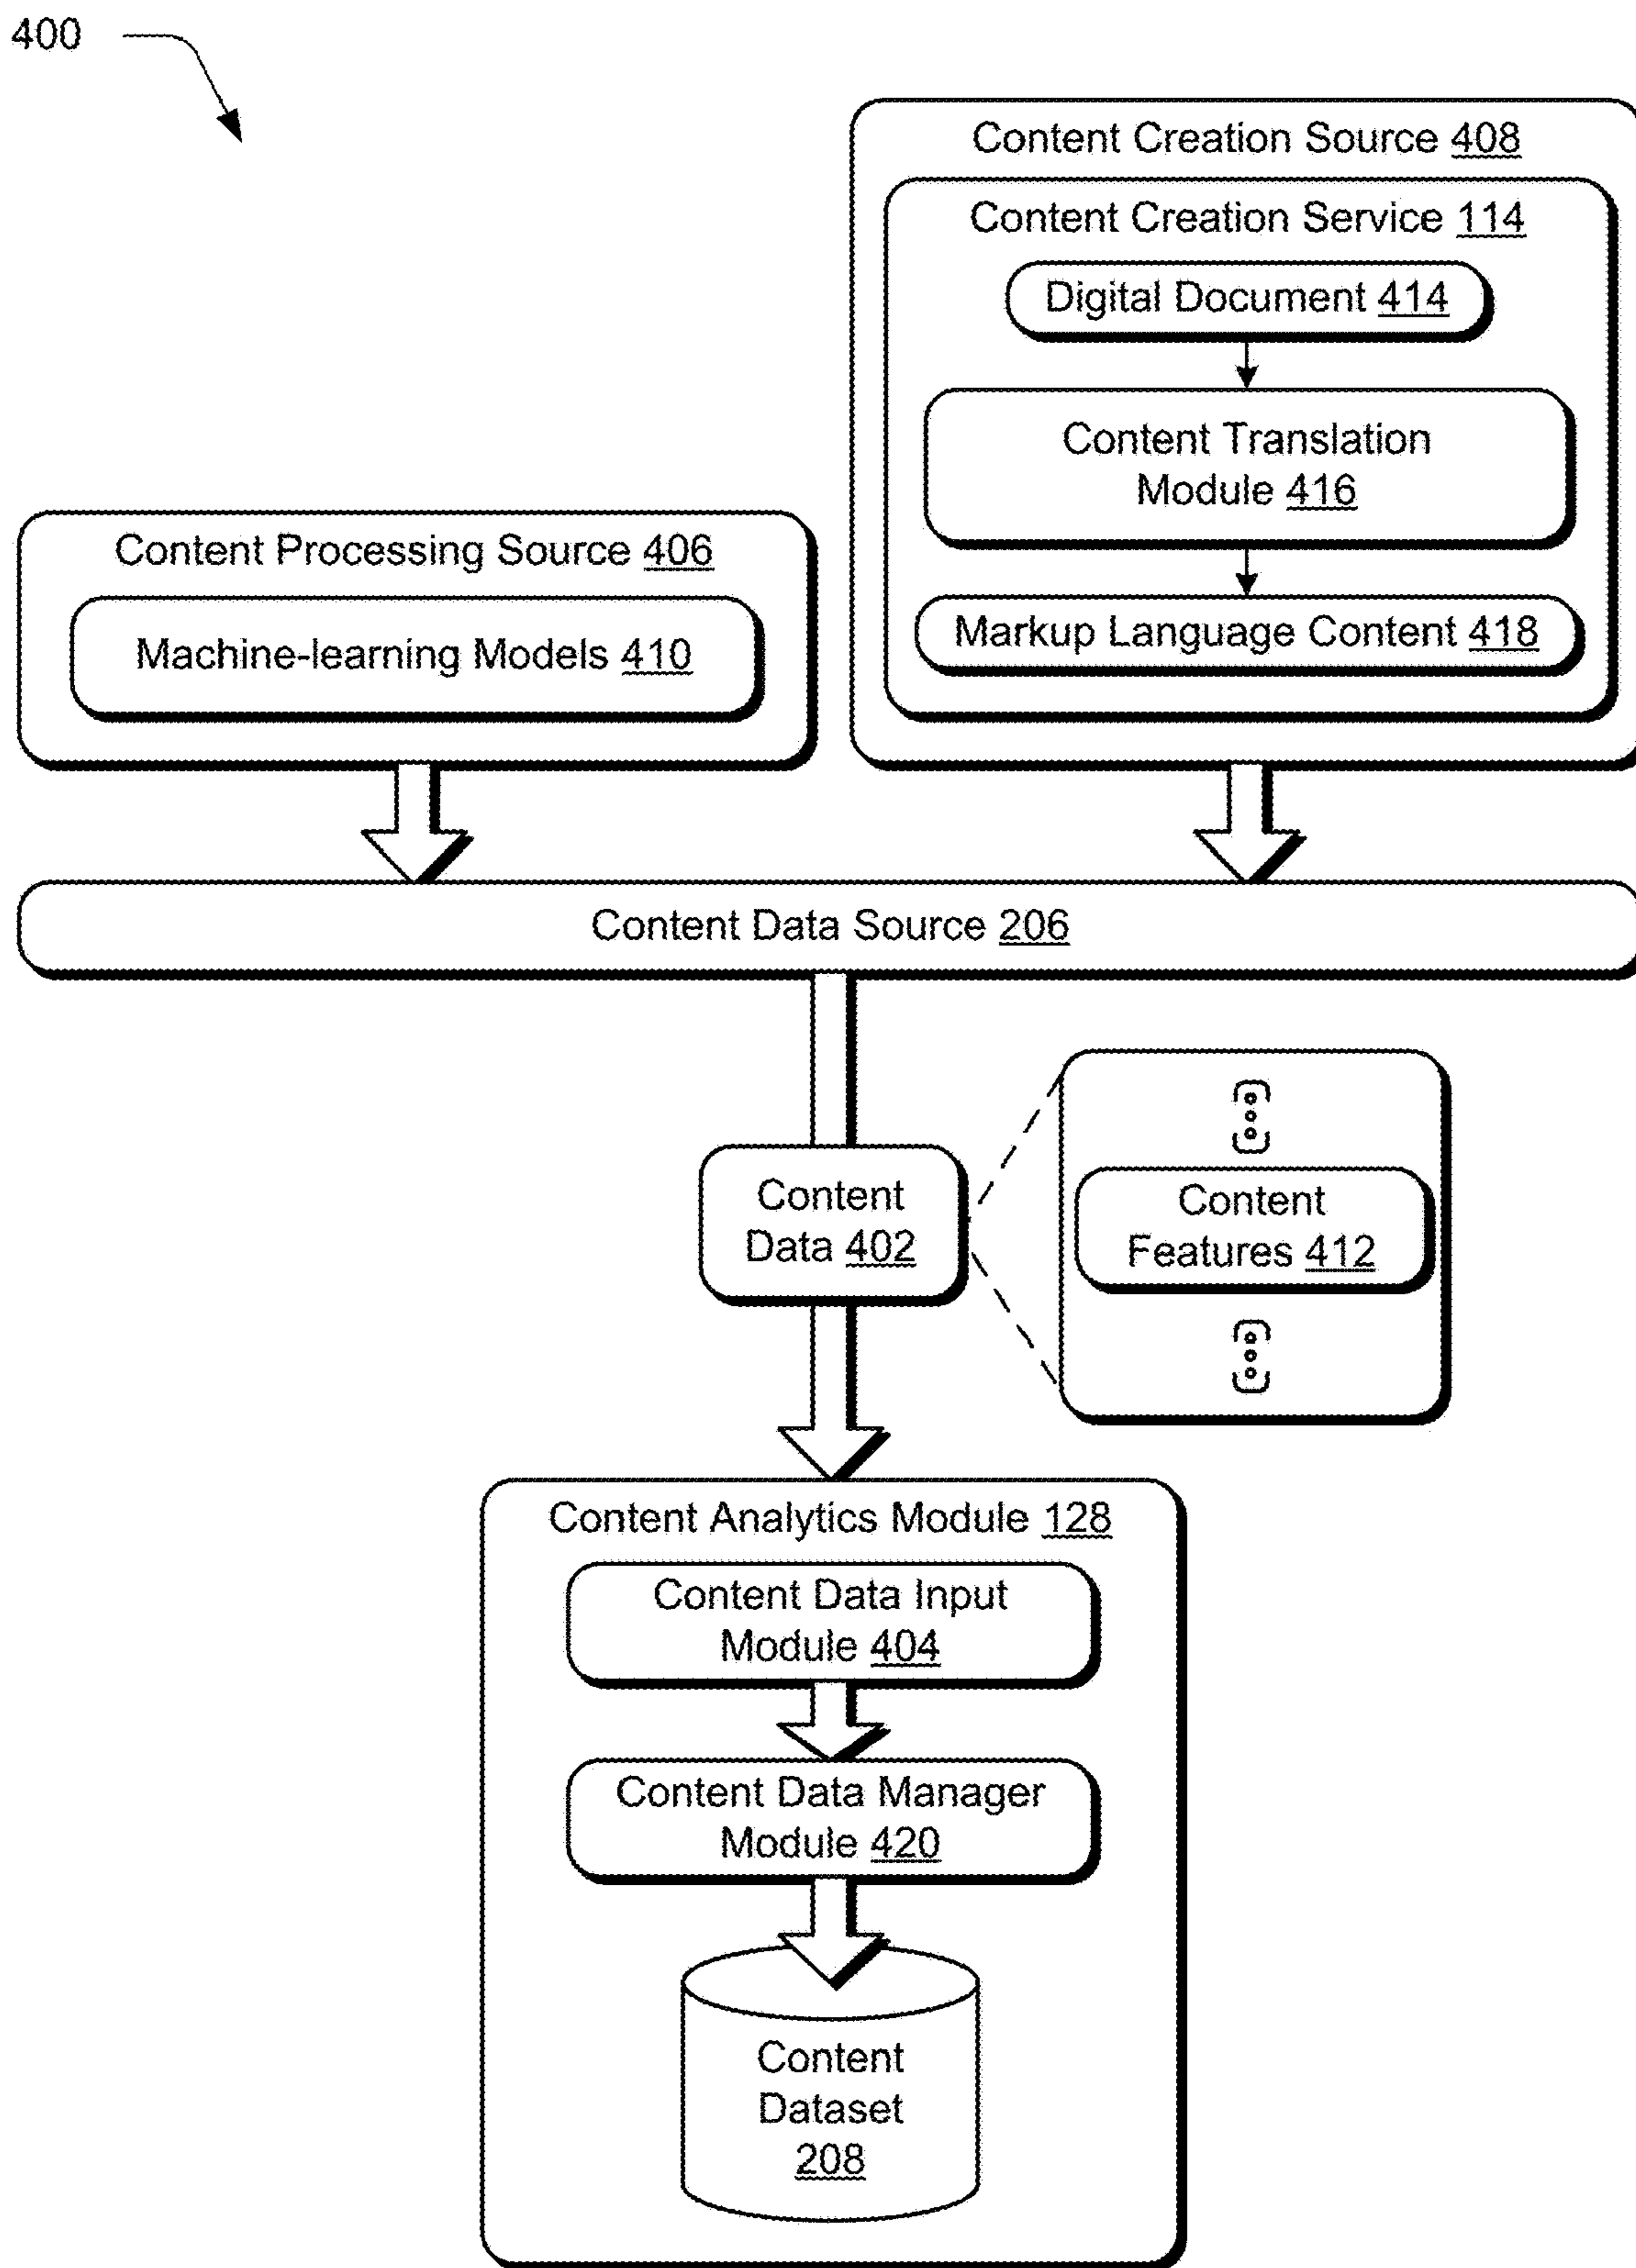 400
Content Creation Source 408
Content Creation Service 114
Digital Document 414
Content Translation
Module 416
Markup Language Content 418
Content Processing Source 406
Machine-learning Models 410
Content Data Source 206
Content
Data 402
Content
Features 412
Content Analytics Module 128
Content Data Input
Module 404
Content Data Manager
Module 420
Content
Dataset
208